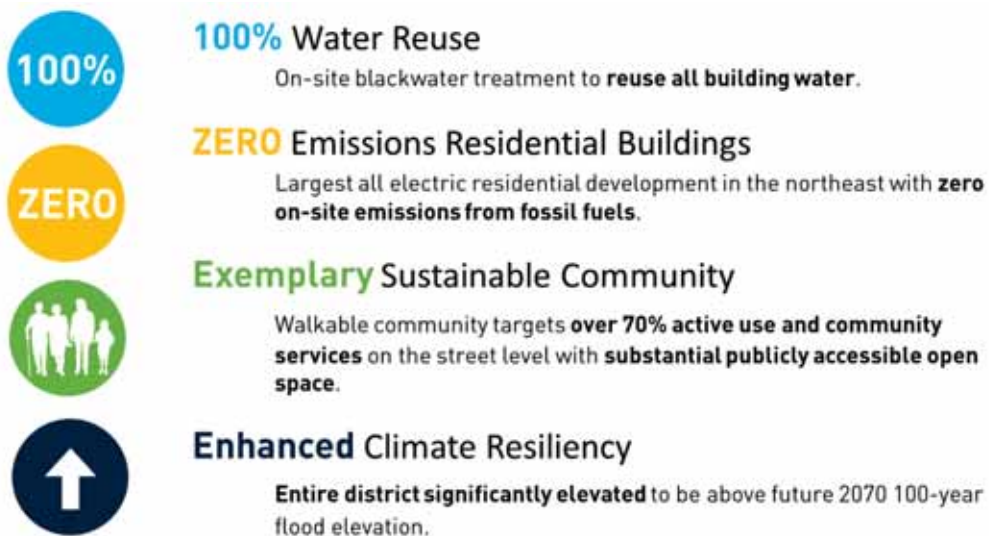 100%
100% Water Reuse
On-site blackwater treatment to reuse all building water.
ZERO
ZERO Emissions Residential Buildings
Largest all electric residential development in the northeast with zero
on-site emissions from fossil fuels.
Exemplary Sustainable Community
Walkable community targets over 70% active use and community
services on the street level with substantial publicly accessible open
space.
Enhanced Climate Resiliency
Entire district significantly elevated to be above future 2070 100-year
flood elevation.